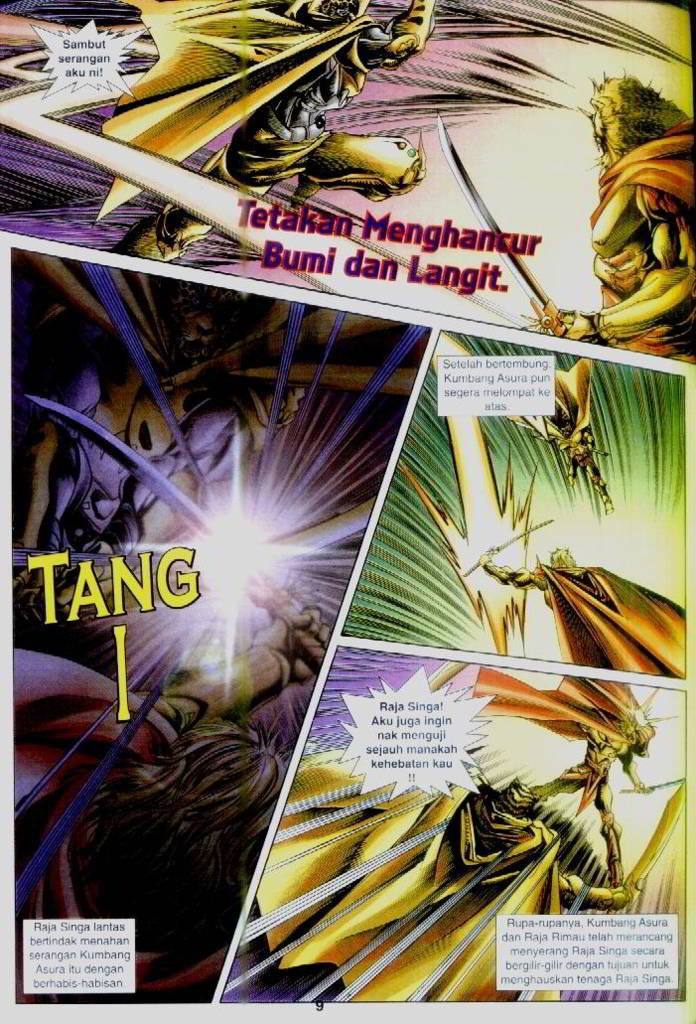 Sambut
serangan
aku ni!
Tetakan Menghancur
Bumi dan Langit.
TANG
!
Raja Singa lantas
bertindak menahan
serangan Kumbang
Asura itu dengan
berhabis-habisan.
Setelah bertembung,
Kumbang Asura pun
segera melompat ke
atas.
Raja Singa!
Aku juga ingin
nak menguji
sejauh manakah
kehebatan kau
!!
Rupa-rupanya, Kumbang Asura
dan Raja Rimau telah merancang
menyerang Raja Singa secara
bergilir-gilir dengan tujuan untuk
menghauskan tenaga Raja Singa.
9